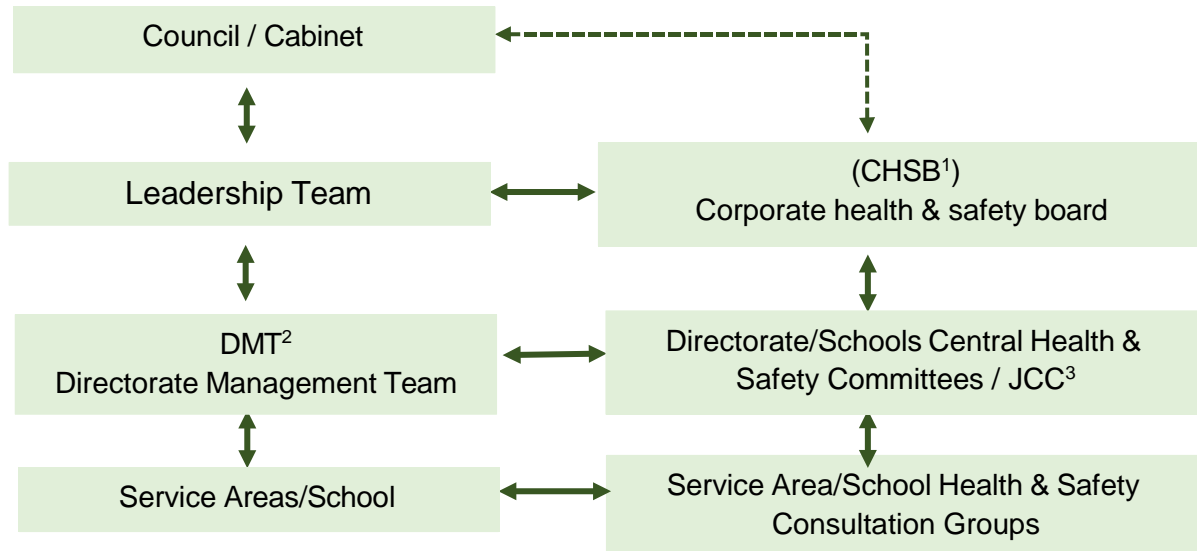 Council / Cabinet
Leadership Team
(CHSB¹)
Corporate health & safety board
DMT²
Directorate Management Team
Directorate/Schools Central Health &
Safety Committees / JCC³
Service Areas/School
Service Area/School Health & Safety
Consultation Groups